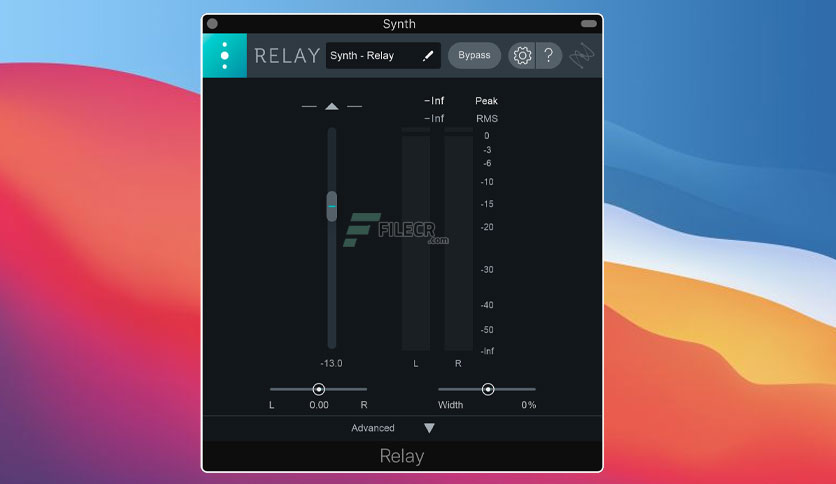 Synth
RELAY
Synth - Relay
Bypass
?
-Inf Peak
-Inf RMS
0
-3
-6
-10
-15
-20
-30
-40
-50
-Inf
FILECR
.com
-13.0
L
R
L 0.00 R
Width 0%
Advanced
Relay